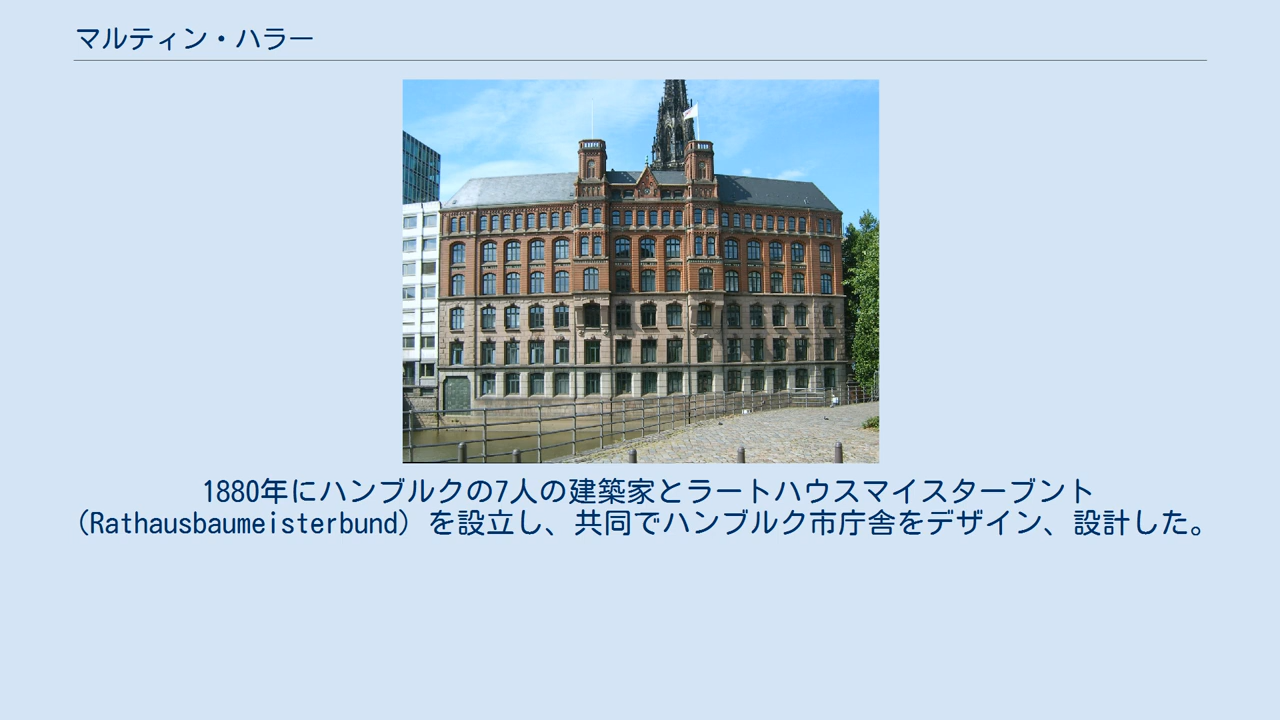 マルティン・ハラー
1880年にハンブルクの7人の建築家とラートハウスマイスターブント
（Rathausbaumeisterbund）を設立し、共同でハンブルク市庁舎をデザイン、設計した。